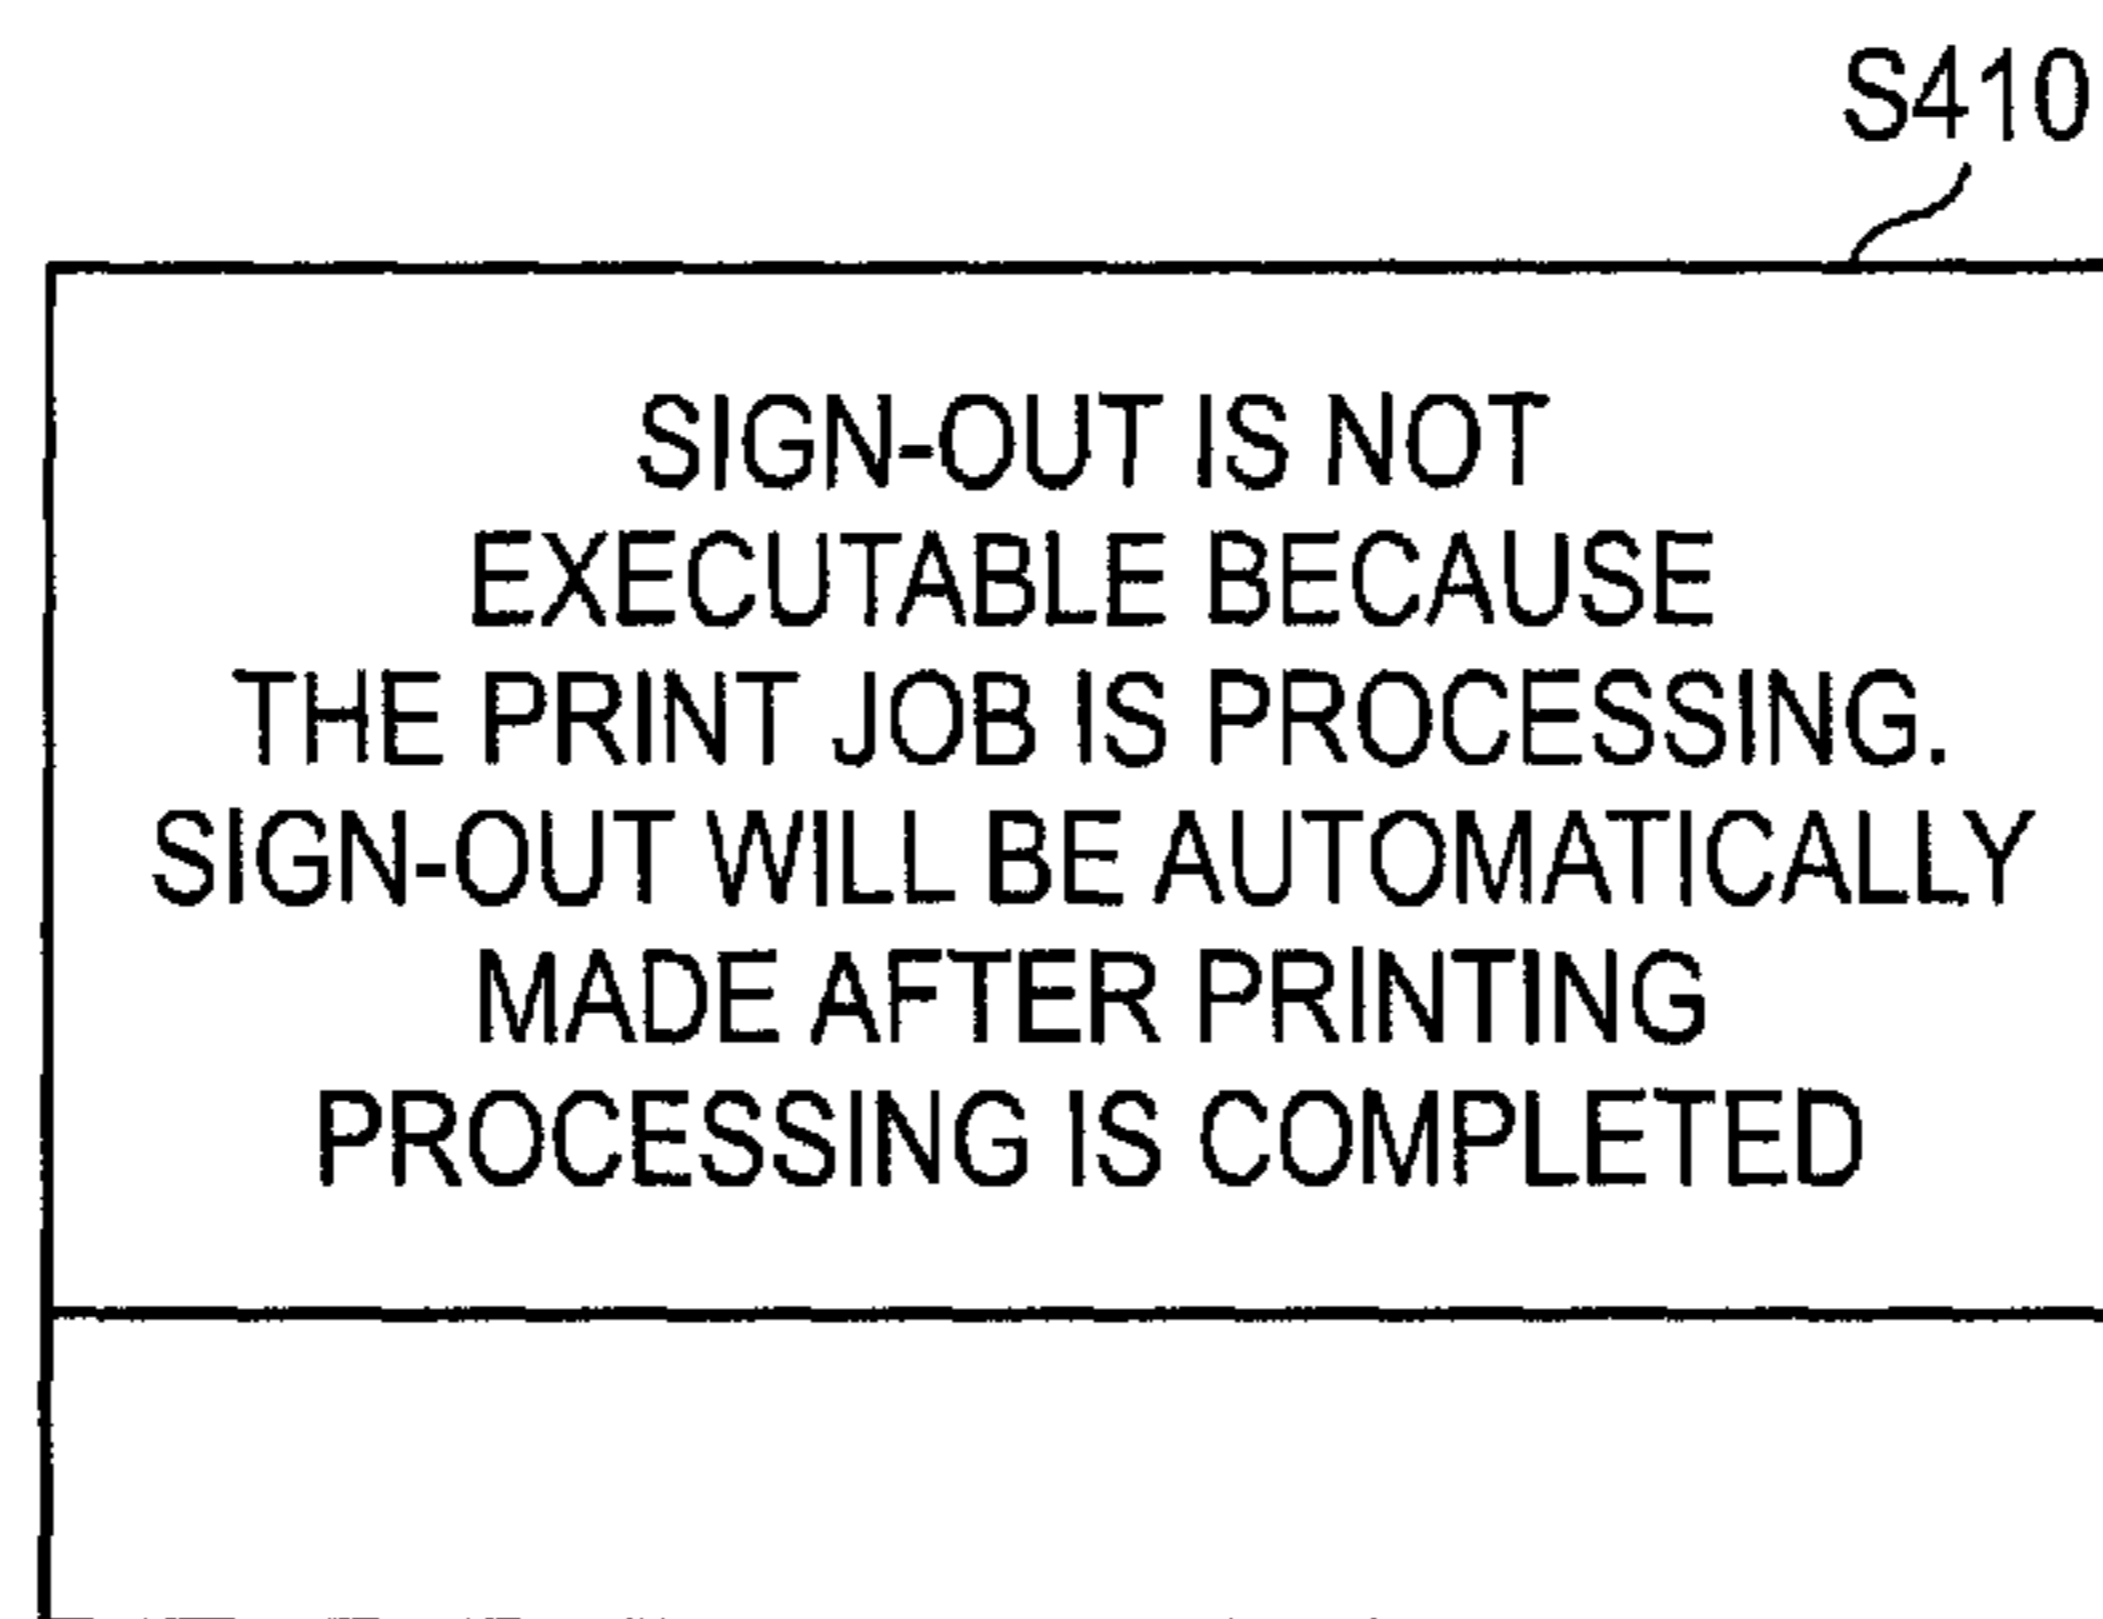 S410
SIGN-OUT IS NOT
EXECUTABLE BECAUSE
THE PRINT JOB IS PROCESSING.
SIGN-OUT WILL BE AUTOMATICALLY
MADE AFTER PRINTING
PROCESSING IS COMPLETED